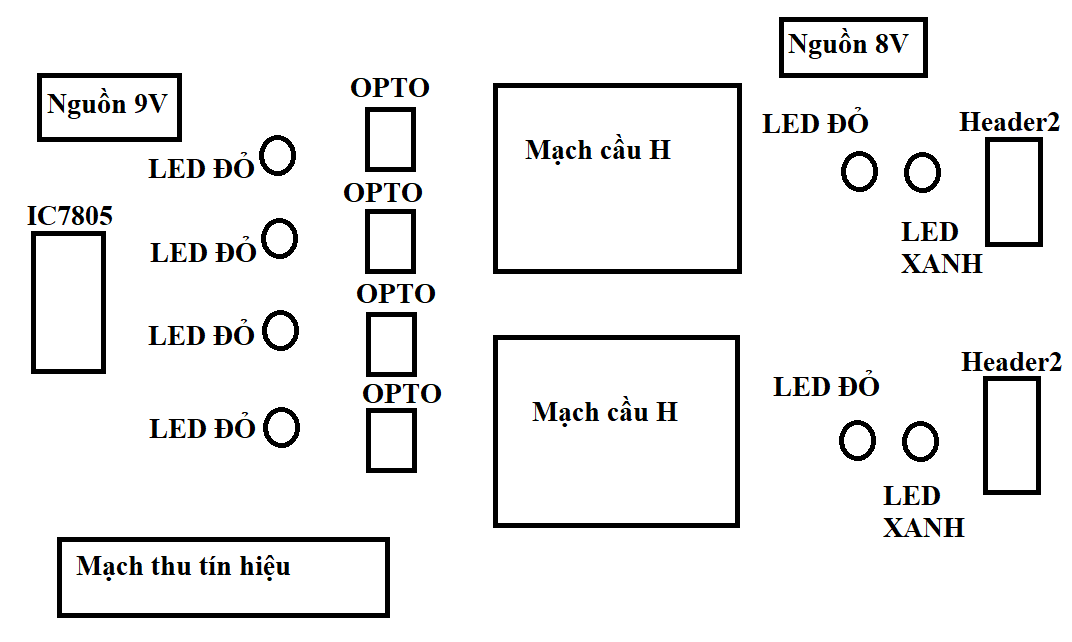 Nguồn 8V
Nguồn 9V
OPTO
LED ĐỎ
Header2
Mạch cầu H
LED ĐỎ
OPTO
IC7805
LED ĐỎ
LED
XANH
OPTO
LED ĐỎ
Header2
OPTO
LED ĐỎ
Mạch cầu H
LED ĐỎ
LED
XANH
Mạch thu tín hiệu